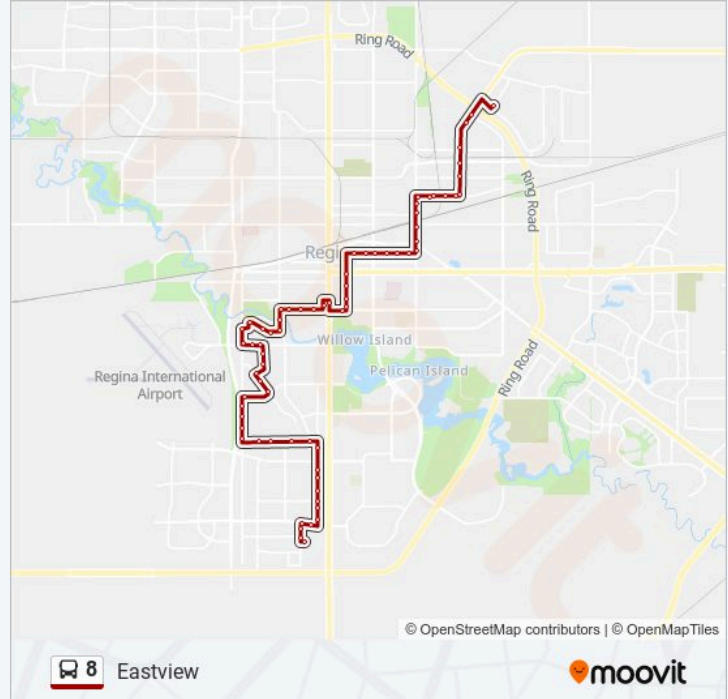 Ring Road
Ring Road
Regi
Willow Island
Pelican Island
Regina International
Airport
Ring Road
© OpenStreetMap contributors | © OpenMapTiles
8 Eastview
moovit